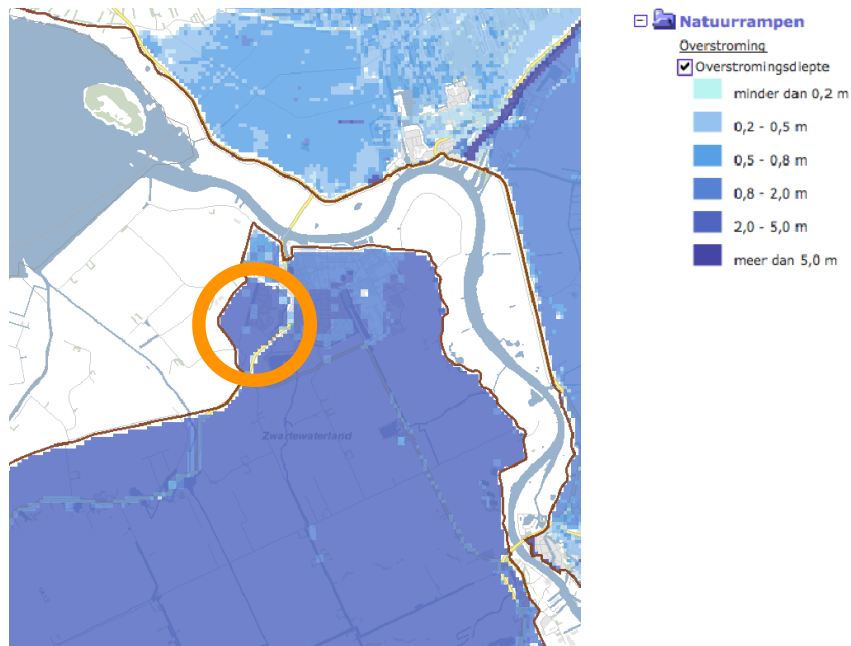 Natuurrampen
Overstroming
Overstromingsdiepte
minder dan 0,2 m
0,2 - 0,5 m
0,5 - 0,8 m
0,8 - 2,0 m
2,0 - 5,0 m
meer dan 5,0 m
Zwartewaterland